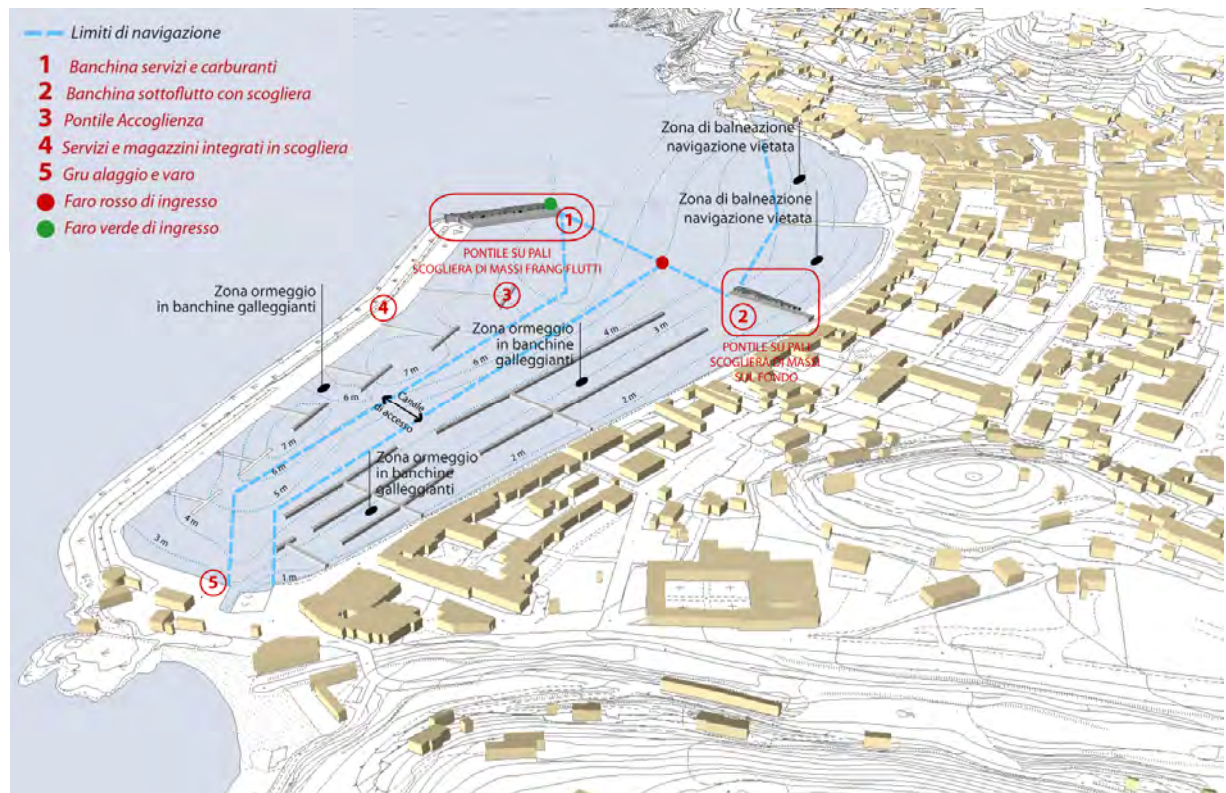 Limiti di navigazione
1 Banchina servizi e carburanti
2 Banchina sottoflutto con scogliera
3 Pontile Accoglienza
4 Servizi e magazzini integrati in scogliera
5 Gru alaggio e varo
Faro rosso di ingresso
Faro verde di ingresso
Zona di balneazione
navigazione vietata
Zona di balneazione
navigazione vietata
1
PONTILE SU PALI
SCOGLIERA DI MASSI FRANG FLUTTI
3
4
Zona ormeggio
in banchine galleggianti
2
PONTILE SU PALI
SCOGLIERA DI MASSI
SUL FONDO
Zona ormeggio
in banchine
galleggianti
4 m
3 m
6 m
7 m
6 m
2 m
Canale
di accesso
7 m
6 m
5 m
2 m
Zona ormeggio
in banchine
galleggianti
4 m
3 m
5
1 m